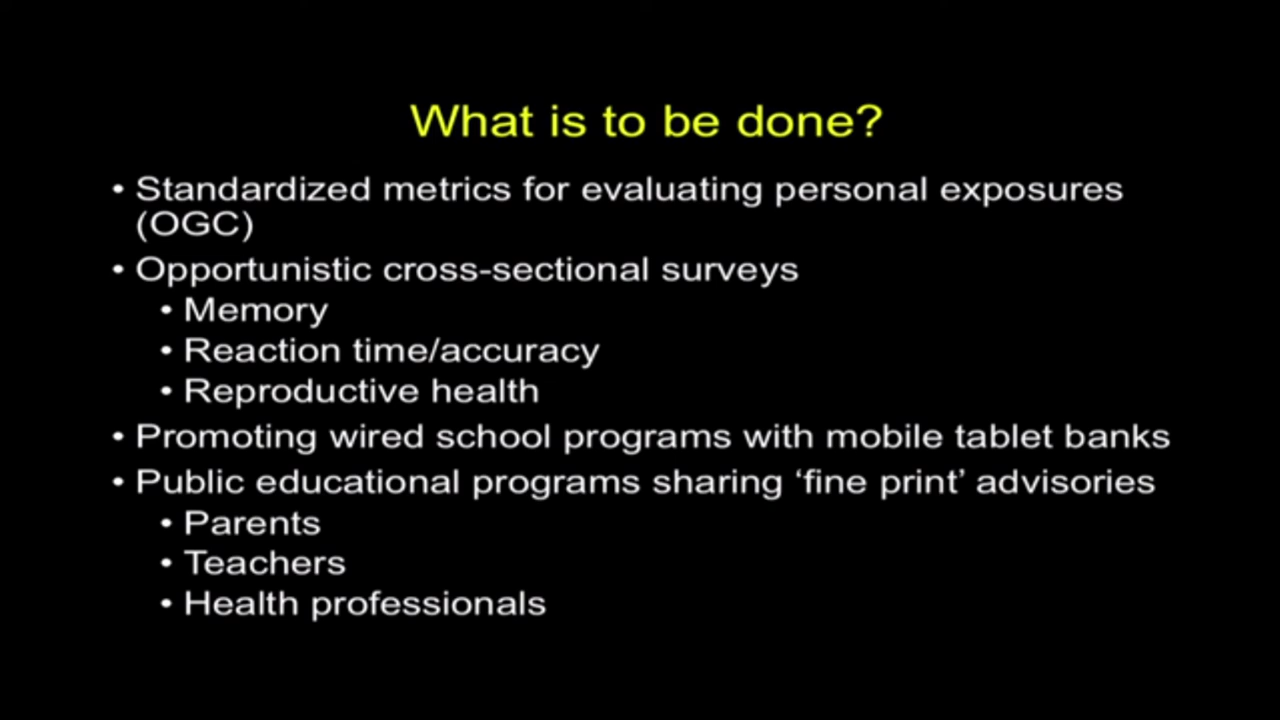 What is to be done?
• Standardized metrics for evaluating personal exposures
(OGC)
• Opportunistic cross-sectional surveys
• Memory
• Reaction time/accuracy
• Reproductive health
• Promoting wired school programs with mobile tablet banks
• Public educational programs sharing ‘fine print’ advisories
• Parents
• Teachers
• Health professionals